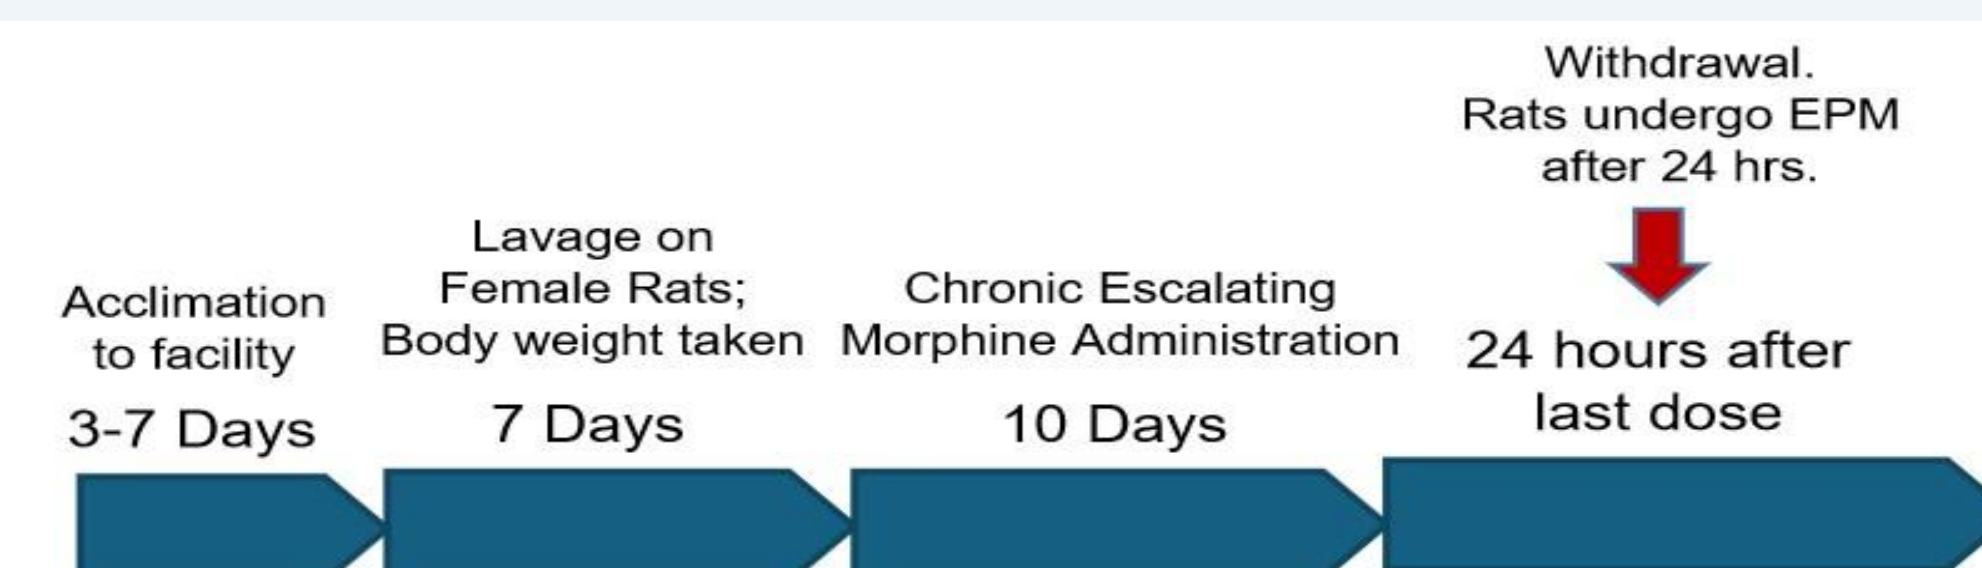 Acclimation
to facility
3-7 Days
Lavage on
Female Rats;
Body weight taken
7 Days
Chronic Escalating
Morphine Administration
10 Days
Withdrawal.
Rats undergo EPM
after 24 hrs.
24 hours after
last dose